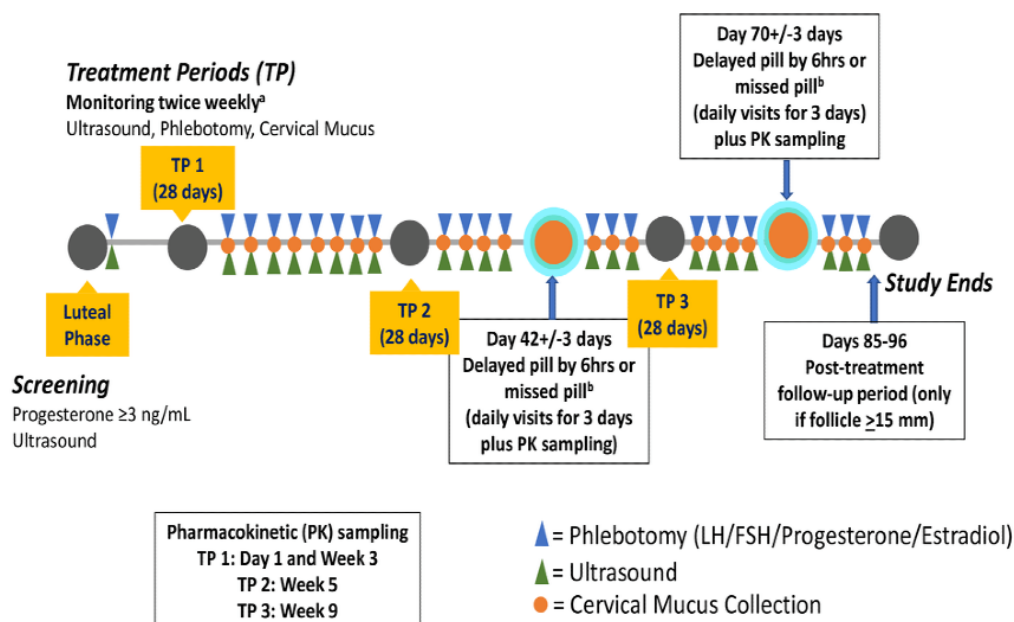 Day 70+/-3 days
Delayed pill by 6hrs or
missed pillᵇ
(daily visits for 3 days)
plus PK sampling
Treatment Periods (TP)
Monitoring twice weeklyᵃ
Ultrasound, Phlebotomy, Cervical Mucus
TP 1
(28 days)
Luteal
Phase
TP 2
(28 days)
TP 3
(28 days)
Study Ends
Day 42+/-3 days
Delayed pill by 6hrs or
missed pillᵇ
(daily visits for 3 days
plus PK sampling)
Days 85-96
Post-treatment
follow-up period (only
if follicle ≥15 mm)
Screening
Progesterone ≥3 ng/mL
Ultrasound
Pharmacokinetic (PK) sampling
TP 1: Day 1 and Week 3
TP 2: Week 5
TP 3: Week 9
= Phlebotomy (LH/FSH/Progesterone/Estradiol)
= Ultrasound
= Cervical Mucus Collection